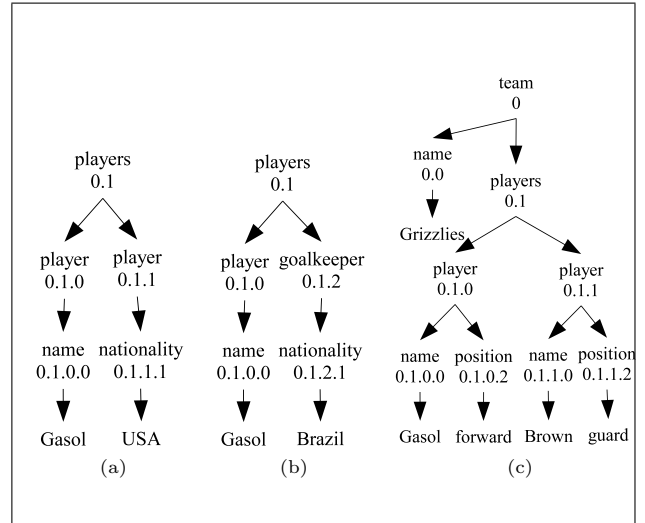 players
0.1
player
0.1.0
player
0.1.1
name
0.1.0.0
nationality
0.1.1.1
Gasol
USA
(a)
players
0.1
player
0.1.0
goalkeeper
0.1.2
name
0.1.0.0
nationality
0.1.2.1
Gasol
Brazil
(b)
team
0
name
0.0
players
0.1
Grizzlies
player
0.1.0
player
0.1.1
name
0.1.0.0
position
0.1.0.2
name
0.1.1.0
position
0.1.1.2
Gasol
forward
Brown
guard
(c)